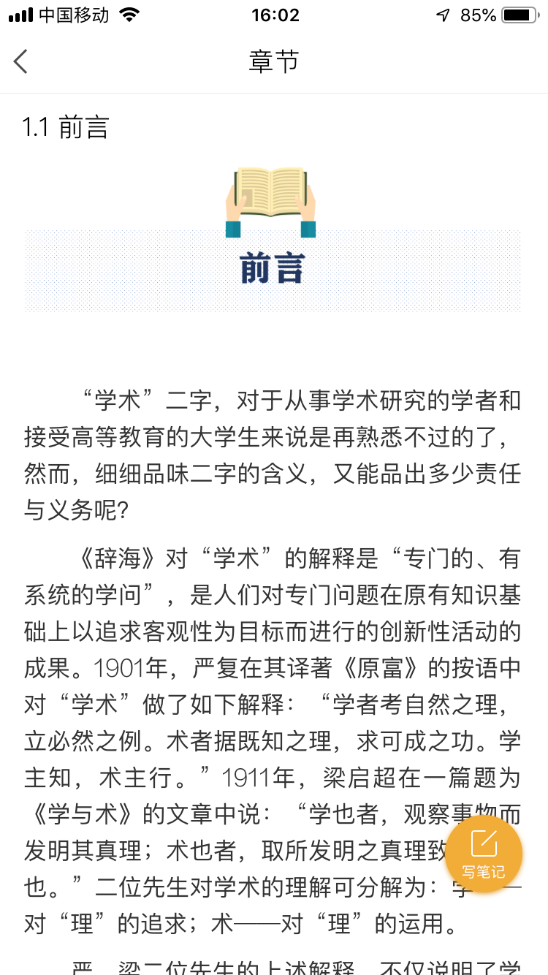 中国移动
16:02
85%
章节
1.1 前言
前言
“学术”二字，对于从事学术研究的学者和
接受高等教育的大学生来说是再熟悉不过的了，
然而，细细品味二字的含义，又能品出多少责任
与义务呢？
《辞海》对“学术”的解释是“专门的、有
系统的学问”，是人们对专门问题在原有知识基
础上以追求客观性为目标而进行的创新性活动的
成果。1901年，严复在其译著《原富》的按语中
对“学术”做了如下解释：“学者考自然之理，
立必然之例。术者据既知之理，求可成之功。学
主知，术主行。”1911年，梁启超在一篇题为
《学与术》的文章中说：“学也者，观察事物而
发明其真理；术也者，取所发明之真理致
也。”二位先生对学术的理解可分解为：学—
对“理”的追求；术——对“理”的运用。
严、梁二位先生的上述解释，不仅说明了学
写笔记